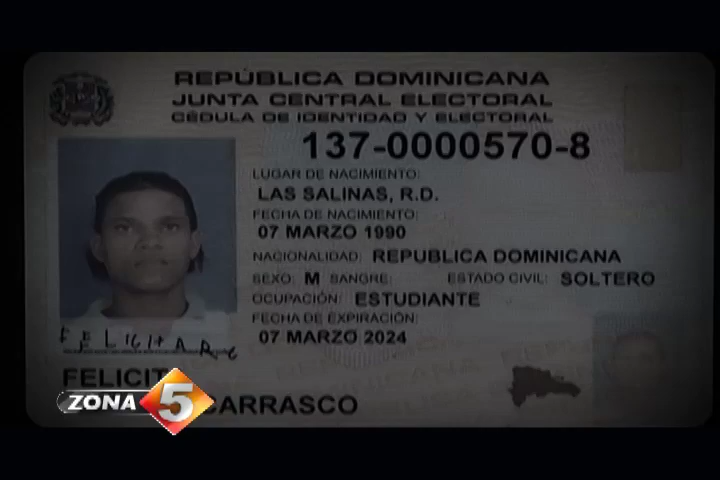 REPÚBLICA DOMINICANA
JUNTA CENTRAL ELECTORAL
CÉDULA DE IDENTIDAD Y ELECTORAL
137-0000570-8
LUGAR DE NACIMIENTO:
LAS SALINAS, R.D.
FECHA DE NACIMIENTO:
07 MARZO 1990
NACIONALIDAD: REPUBLICA DOMINICANA
SEXO: M SANGRE: ESTADO CIVIL: SOLTERO
OCUPACIÓN: ESTUDIANTE
FECHA DE EXPIRACIÓN:
07 MARZO 2024
FELICIT
CARRASCO
ZONA 5